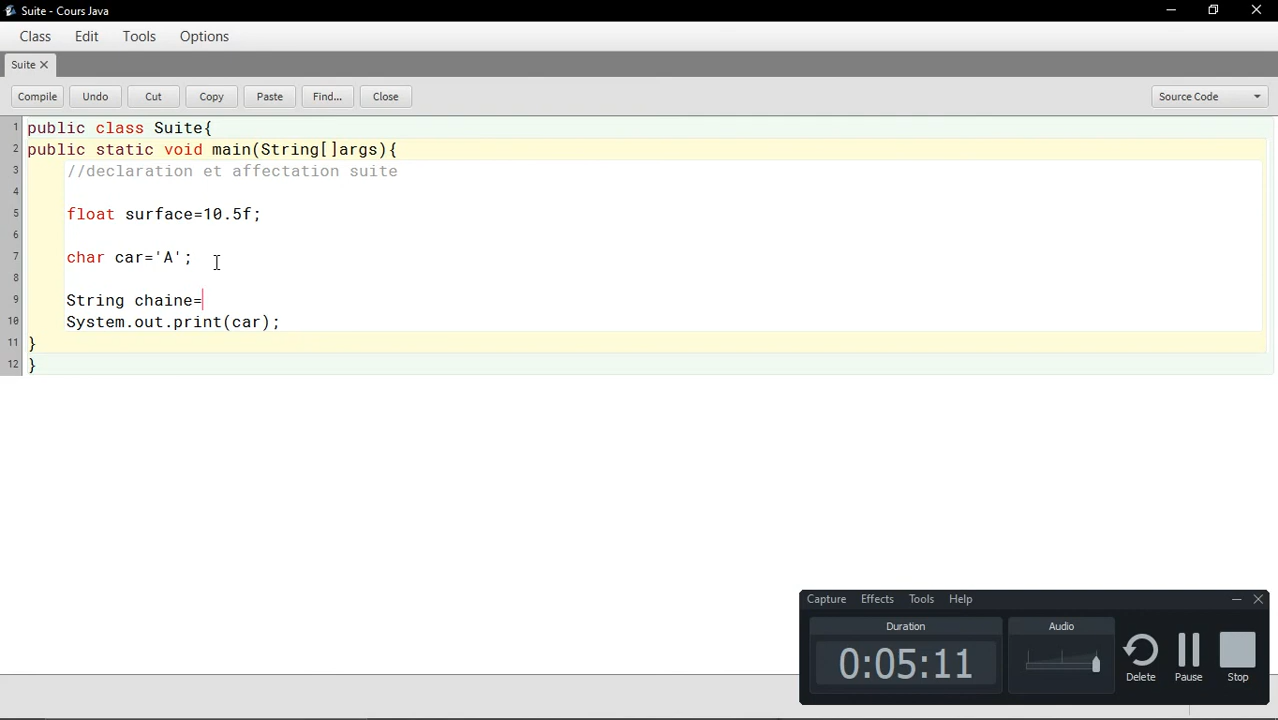 Suite - Cours Java
Class Edit Tools Options
Suite
Compile Undo Cut Copy Paste Find... Close Source Code
1 public class Suite{
2 public static void main(String[]args){
3 //declaration et affectation suite
4
5 float surface=10.5f;
6
7 char car='A';
8
9 String chaine=
10 System.out.print(car);
11 }
12 }
Capture Effects Tools Help
Duration Audio
0:05:11
Delete Pause Stop